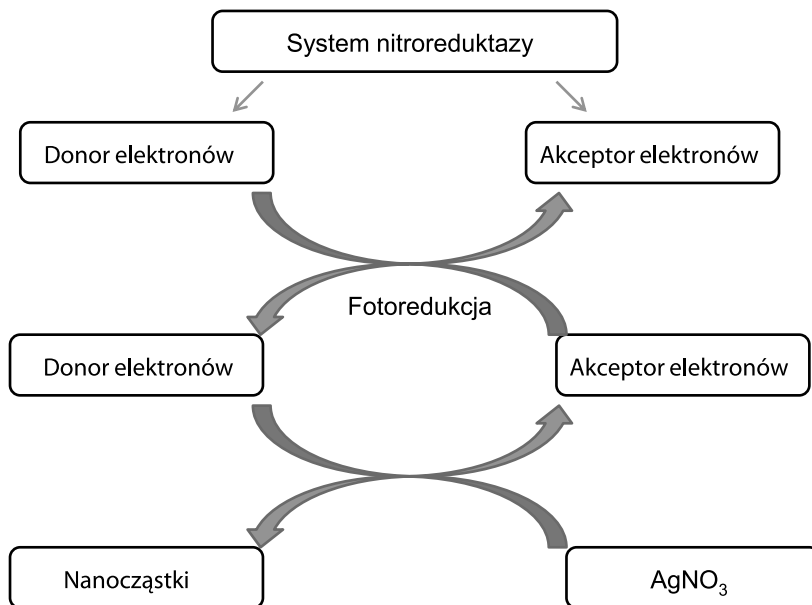 System nitroreduktazy
Donor elektronów
Akceptor elektronów
Fotoredukcja
Donor elektronów
Akceptor elektronów
Nanocząstki
AgNO₃